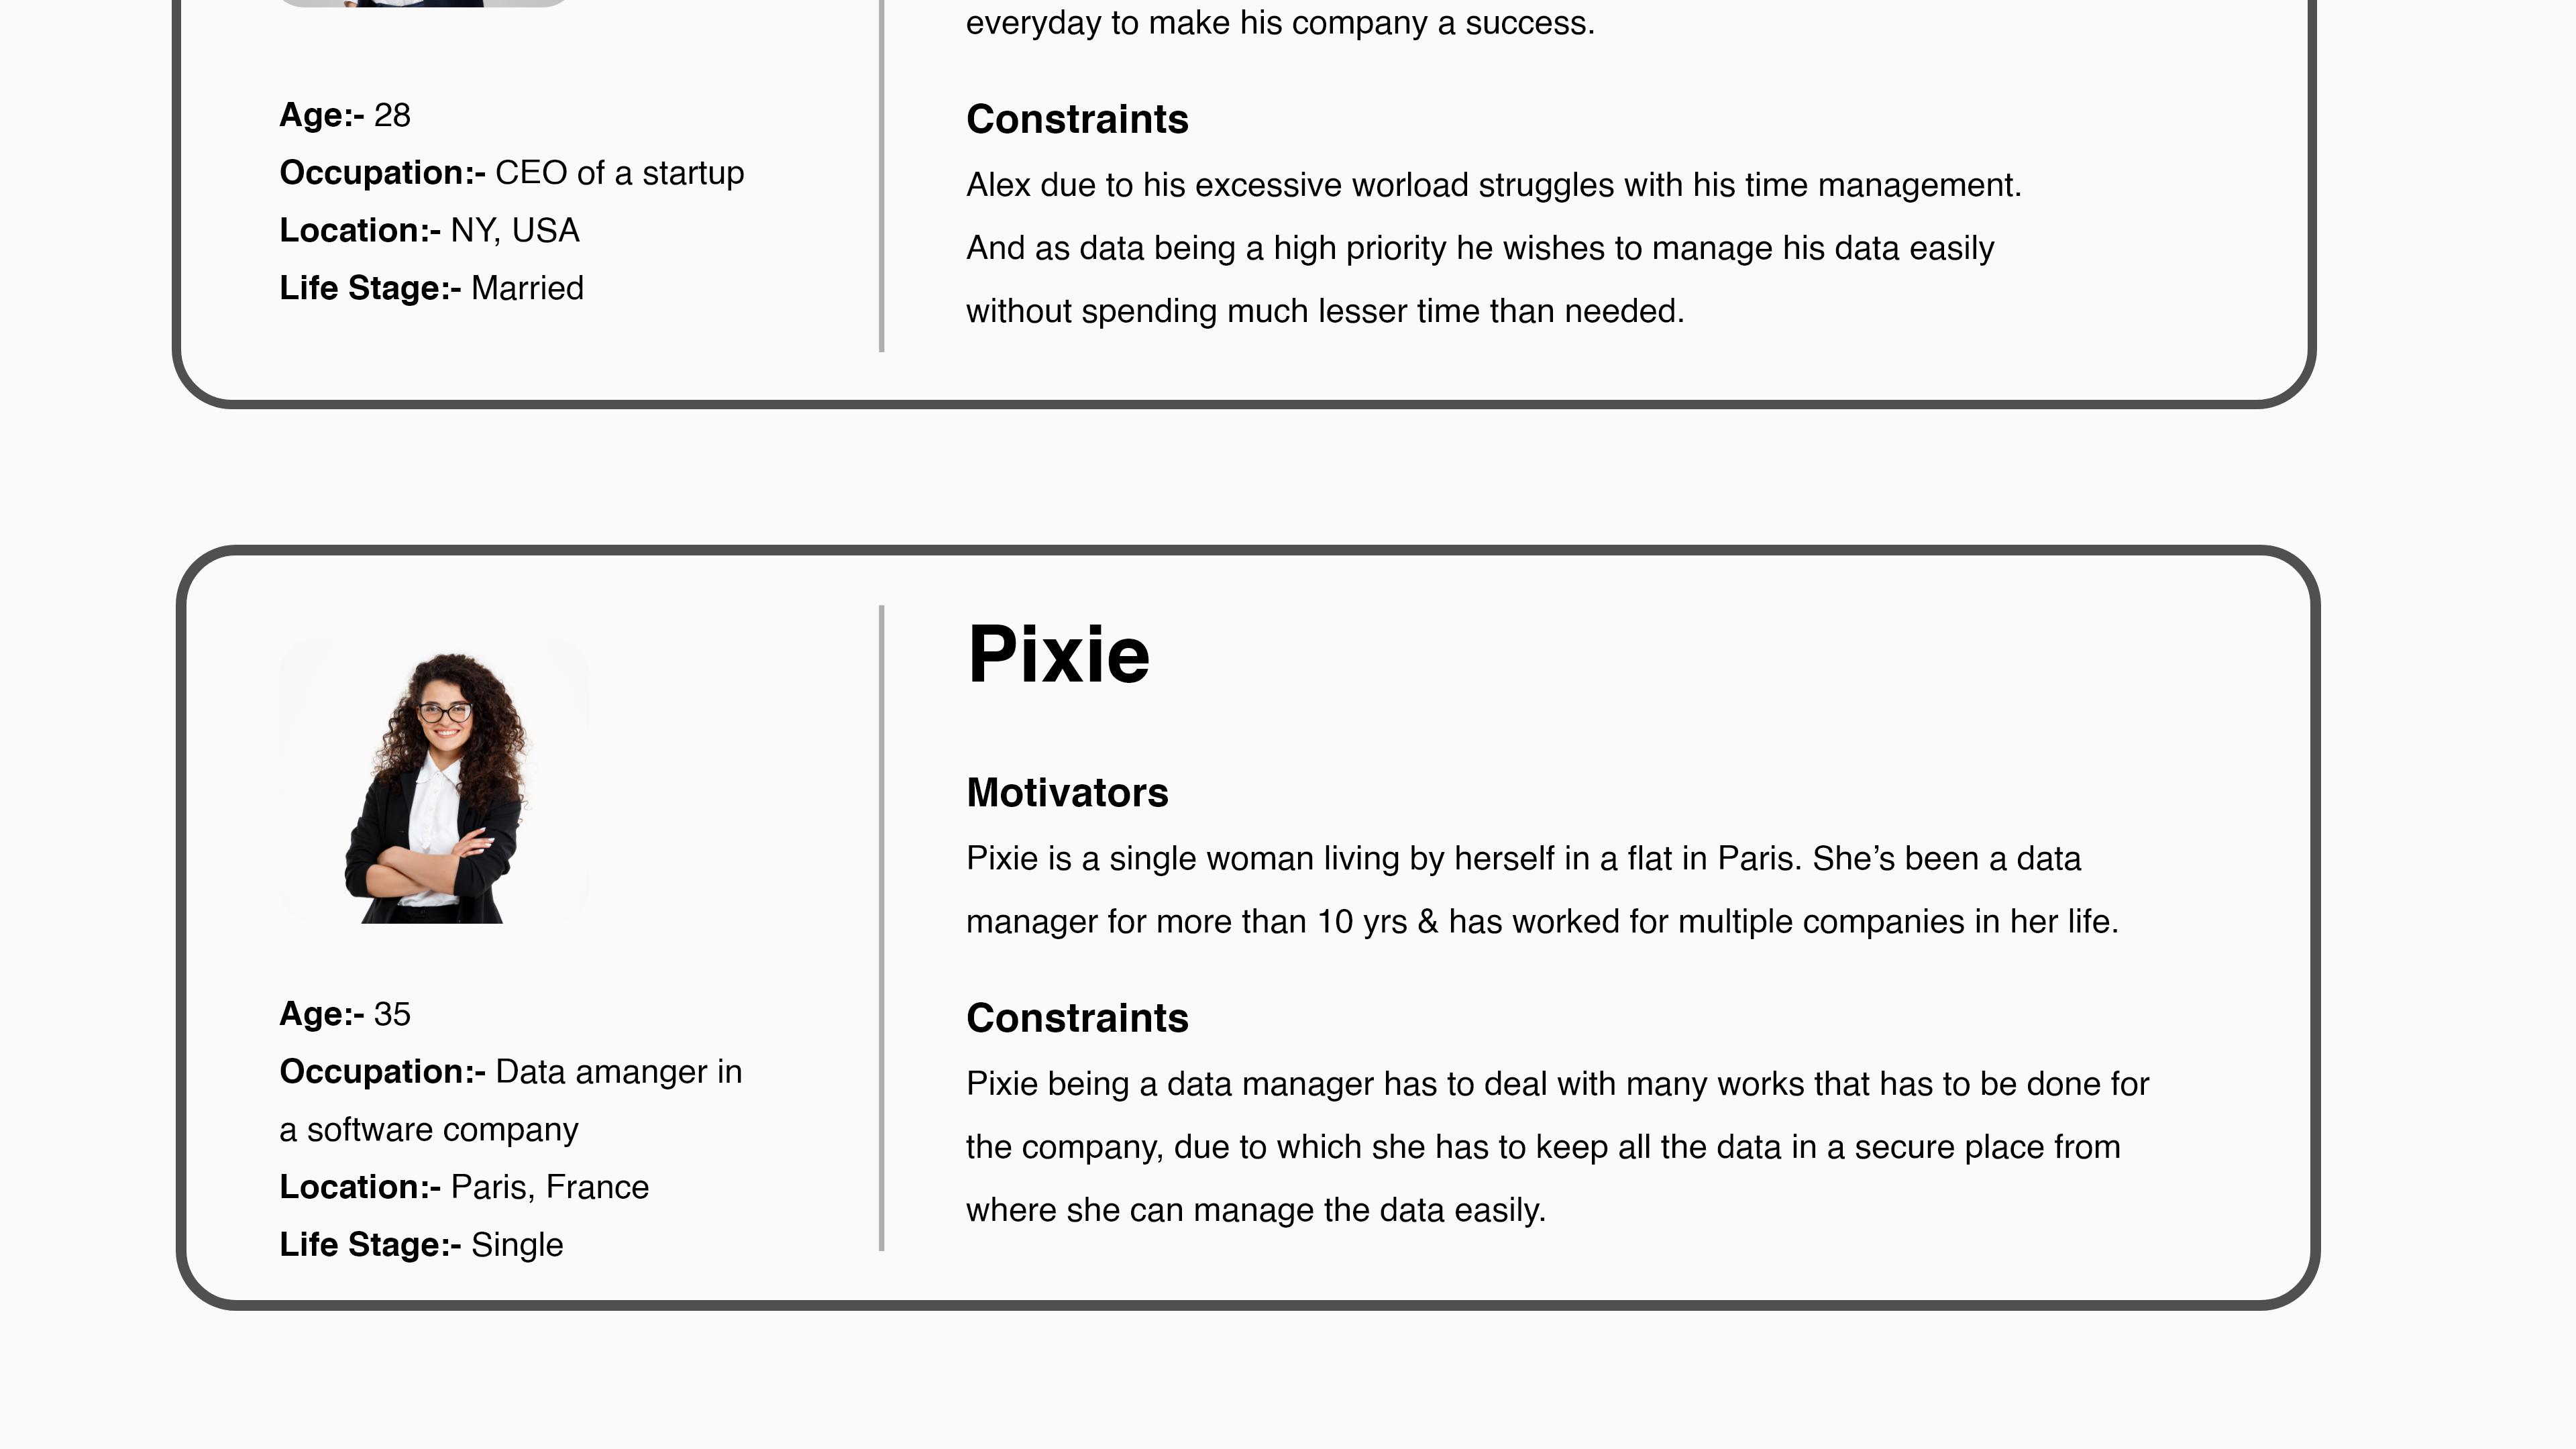 everyday to make his company a success.
Age:- 28
Occupation:- CEO of a startup
Location:- NY, USA
Life Stage:- Married
Constraints
Alex due to his excessive worload struggles with his time management.
And as data being a high priority he wishes to manage his data easily
without spending much lesser time than needed.
Age:- 35
Occupation:- Data amanger in
a software company
Location:- Paris, France
Life Stage:- Single
Pixie
Motivators
Pixie is a single woman living by herself in a flat in Paris. She’s been a data
manager for more than 10 yrs & has worked for multiple companies in her life.
Constraints
Pixie being a data manager has to deal with many works that has to be done for
the company, due to which she has to keep all the data in a secure place from
where she can manage the data easily.